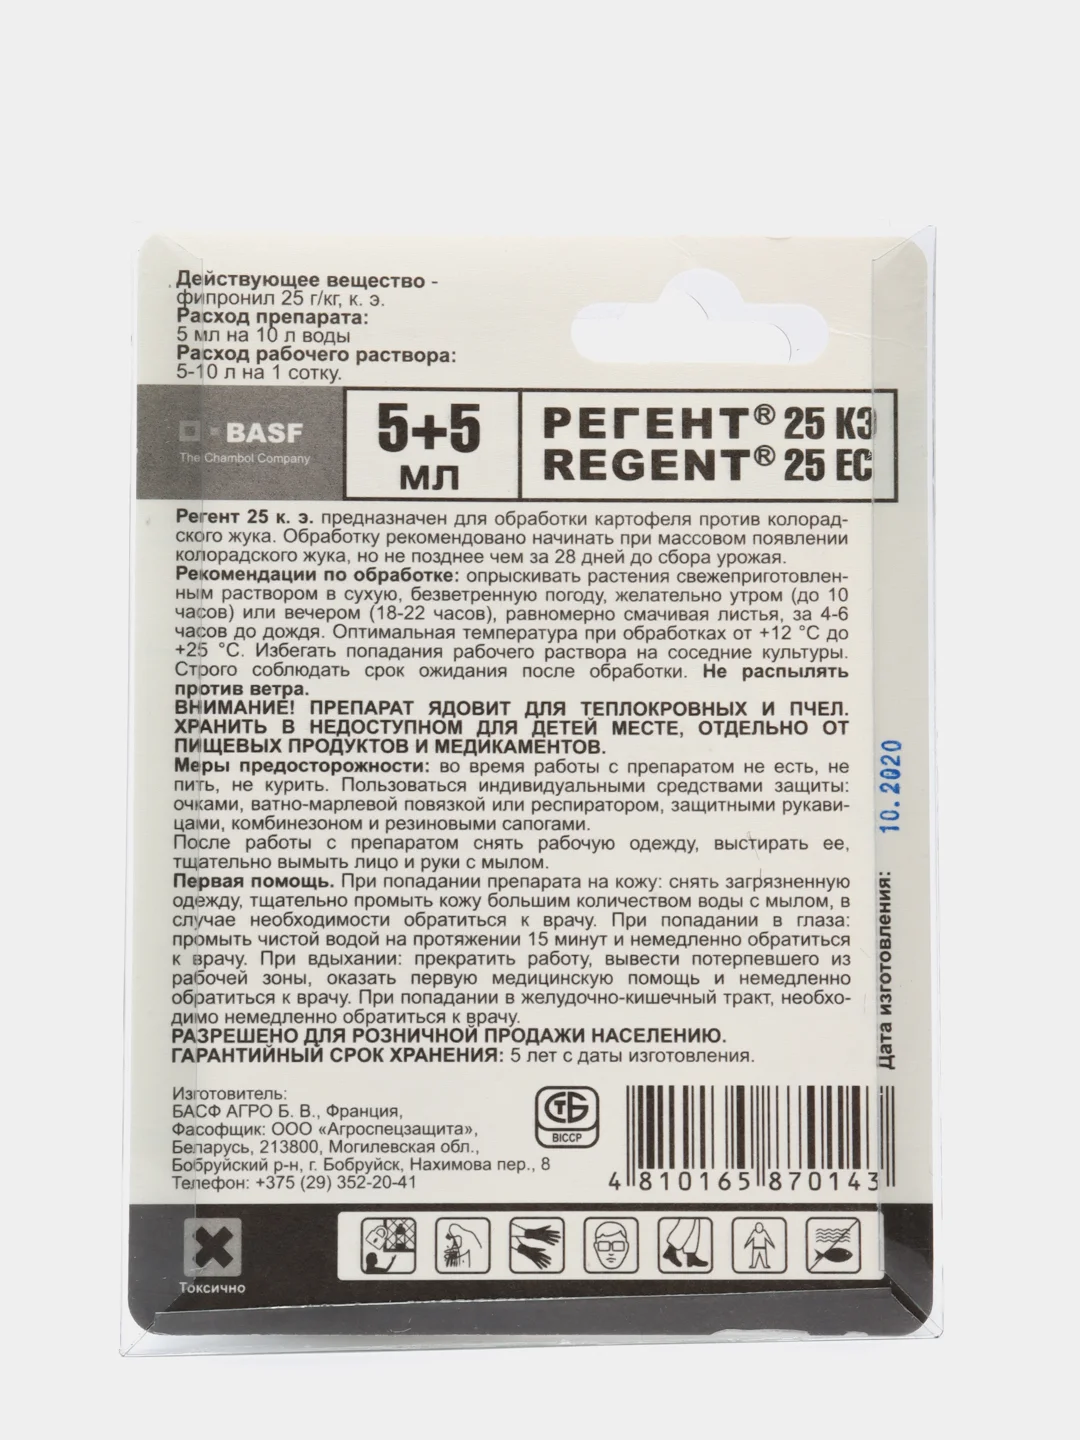 Действующее вещество -
фипронил 25 г/кг, к. э.
Расход препарата:
5 мл на 10 л воды
Расход рабочего раствора:
5-10 л на 1 сотку.
BASF
The Chambol Company
5+5
мл
РЕГЕНТ® 25 КЭ
REGENT® 25 EC
Регент 25 к. э. предназначен для обработки картофеля против колорад-
ского жука. Обработку рекомендовано начинать при массовом появлении
колорадского жука, но не позднее чем за 28 дней до сбора урожая.
Рекомендации по обработке: опрыскивать растения свежеприготовлен-
ным раствором в сухую, безветренную погоду, желательно утром (до 10
часов) или вечером (18-22 часов), равномерно смачивая листья, за 4-6
часов до дождя. Оптимальная температура при обработках от +12 °С до
+25 °С. Избегать попадания рабочего раствора на соседние культуры.
Строго соблюдать срок ожидания после обработки. Не распылять
против ветра.
ВНИМАНИЕ! ПРЕПАРАТ ЯДОВИТ ДЛЯ ТЕПЛОКРОВНЫХ И ПЧЕЛ.
ХРАНИТЬ В НЕДОСТУПНОМ ДЛЯ ДЕТЕЙ МЕСТЕ, ОТДЕЛЬНО ОТ
ПИЩЕВЫХ ПРОДУКТОВ И МЕДИКАМЕНТОВ.
Меры предосторожности: во время работы с препаратом не есть, не
пить, не курить. Пользоваться индивидуальными средствами защиты:
очками, ватно-марлевой повязкой или респиратором, защитными рукави-
цами, комбинезоном и резиновыми сапогами.
После работы с препаратом снять рабочую одежду, выстирать ее,
тщательно вымыть лицо и руки с мылом.
Первая помощь. При попадании препарата на кожу: снять загрязненную
одежду, тщательно промыть кожу большим количеством воды с мылом, в
случае необходимости обратиться к врачу. При попадании в глаза:
промыть чистой водой на протяжении 15 минут и немедленно обратиться
к врачу. При вдыхании: прекратить работу, вывести потерпевшего из
рабочей зоны, оказать первую медицинскую помощь и немедленно
обратиться к врачу. При попадании в желудочно-кишечный тракт, необхо-
димо немедленно обратиться к врачу.
РАЗРЕШЕНО ДЛЯ РОЗНИЧНОЙ ПРОДАЖИ НАСЕЛЕНИЮ.
ГАРАНТИЙНЫЙ СРОК ХРАНЕНИЯ: 5 лет с даты изготовления.
Дата изготовления: 10.2020
Изготовитель:
БАСФ АГРО Б. В., Франция,
Фасофщик: ООО «Агроспецзащита»,
Беларусь, 213800, Могилевская обл.,
Бобруйский р-н, г. Бобруйск, Нахимова пер., 8
Телефон: +375 (29) 352-20-41
СТБ
BICCP
4 810165 870143
Токсично